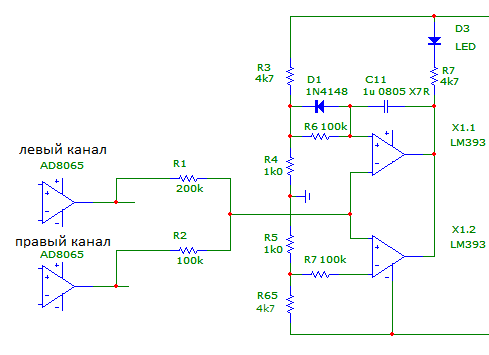 D3
LED
R3
4k7
R7
4k7
D1
1N4148
C11
1u 0805 X7R
R6 100k
X1.1
LM393
левый канал
AD8065
R1
200k
R4
1k0
правый канал
AD8065
R2
100k
R5
1k0
X1.2
LM393
R7 100k
R65
4k7